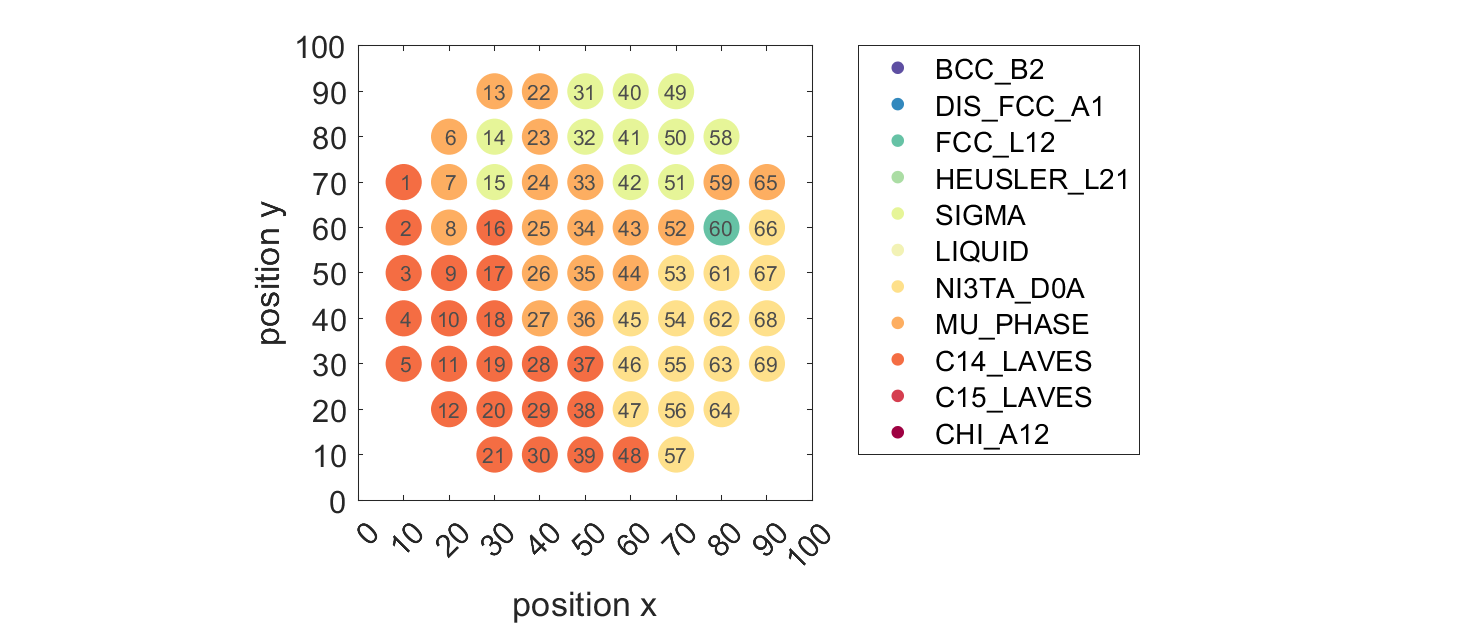 100
90 13 22 31 40 49
80 6 14 23 32 41 50 58
70 1 7 15 24 33 42 51 59 65
60 2 8 16 25 34 43 52 60 66
50 3 9 17 26 35 44 53 61 67
40 4 10 18 27 36 45 54 62 68
30 5 11 19 28 37 46 55 63 69
20 12 20 29 38 47 56 64
10 21 30 39 48 57
0
0 10 20 30 40 50 60 70 80 90 100
position x
position y
BCC_B2
DIS_FCC_A1
FCC_L12
HEUSLER_L21
SIGMA
LIQUID
NI3TA_D0A
MU_PHASE
C14_LAVES
C15_LAVES
CHI_A12